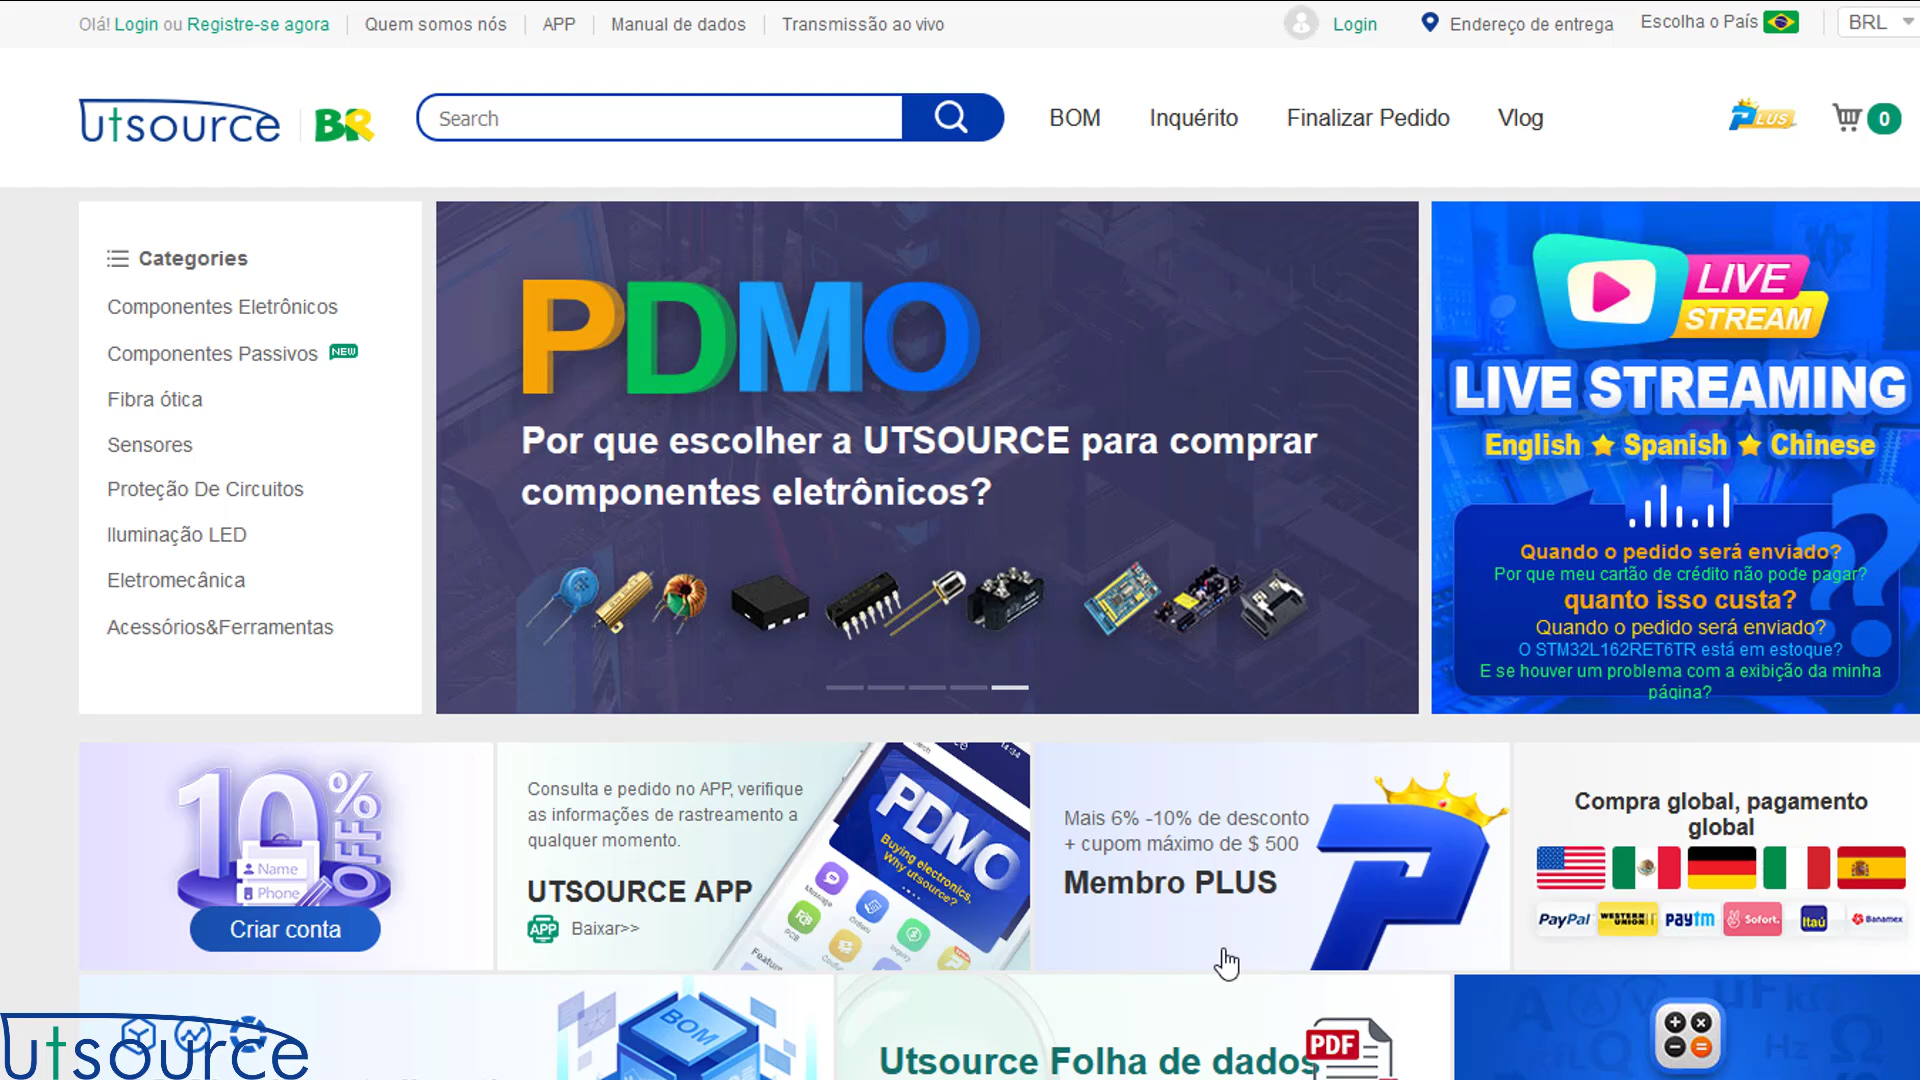 Olá! Login ou Registre-se agora
Quem somos nós
APP
Manual de dados
Transmissão ao vivo
Login
Endereço de entrega
Escolha o País
BRL
utsource
BR
Search
BOM
Inquérito
Finalizar Pedido
Vlog
PLUS
0
Categories
Componentes Eletrônicos
Componentes Passivos NEW
Fibra ótica
Sensores
Proteção De Circuitos
Iluminação LED
Eletromecânica
Acessórios&Ferramentas
PDMO
Por que escolher a UTSOURCE para comprar
componentes eletrônicos?
LIVE
STREAM
LIVE STREAMING
English ★ Spanish ★ Chinese
Quando o pedido será enviado?
Por que meu cartão de crédito não pode pagar?
quanto isso custa?
Quando o pedido será enviado?
O STM32L162RET6TR está em estoque?
E se houver um problema com a exibição da minha
página?
10% OFF
Name
Phone
Criar conta
Consulta e pedido no APP, verifique
as informações de rastreamento a
qualquer momento.
UTSOURCE APP
APP Baixar>>
14:34
PDMO
Buying electronics,
Why utsource?
Message
Orders
PCB
Inquiry
Mais 6% -10% de desconto
+ cupom máximo de $ 500
Membro PLUS
Compra global, pagamento
global
PayPal
WESTERN UNION
paytm
Sofort.
Itaú
Banamex
BOM
Utsource Folha de dados
PDF
utsource